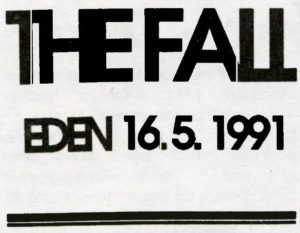 THE FALL
EDEN 16.5. 1991